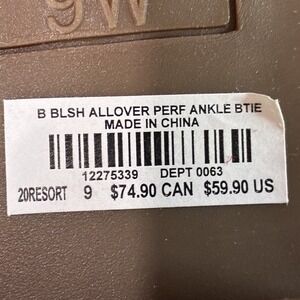 9W
B BLSH ALLOVER PERF ANKLE BTIE
MADE IN CHINA
12275339 DEPT 0063
20RESORT 9 $74.90 CAN $59.90 US